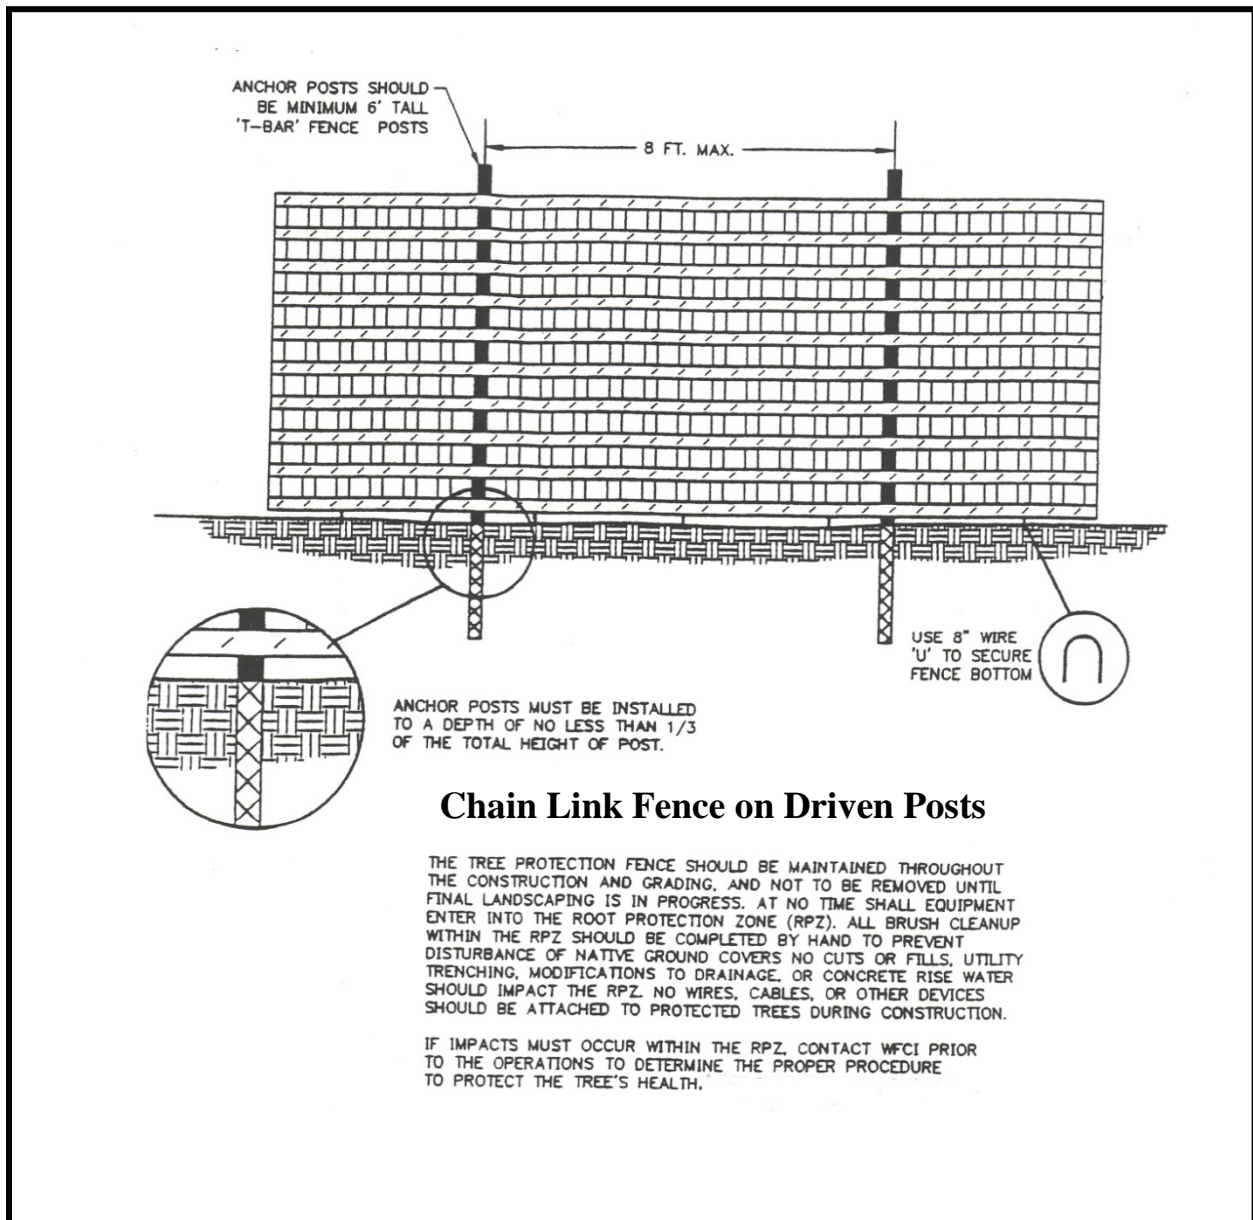 ANCHOR POSTS SHOULD
BE MINIMUM 6' TALL
'T-BAR' FENCE POSTS
8 FT. MAX.
USE 8" WIRE
'U' TO SECURE
FENCE BOTTOM
ANCHOR POSTS MUST BE INSTALLED
TO A DEPTH OF NO LESS THAN 1/3
OF THE TOTAL HEIGHT OF POST.
Chain Link Fence on Driven Posts
THE TREE PROTECTION FENCE SHOULD BE MAINTAINED THROUGHOUT
THE CONSTRUCTION AND GRADING, AND NOT TO BE REMOVED UNTIL
FINAL LANDSCAPING IS IN PROGRESS. AT NO TIME SHALL EQUIPMENT
ENTER INTO THE ROOT PROTECTION ZONE (RPZ). ALL BRUSH CLEANUP
WITHIN THE RPZ SHOULD BE COMPLETED BY HAND TO PREVENT
DISTURBANCE OF NATIVE GROUND COVERS NO CUTS OR FILLS, UTILITY
TRENCHING, MODIFICATIONS TO DRAINAGE, OR CONCRETE RISE WATER
SHOULD IMPACT THE RPZ. NO WIRES, CABLES, OR OTHER DEVICES
SHOULD BE ATTACHED TO PROTECTED TREES DURING CONSTRUCTION.
IF IMPACTS MUST OCCUR WITHIN THE RPZ, CONTACT WFCI PRIOR
TO THE OPERATIONS TO DETERMINE THE PROPER PROCEDURE
TO PROTECT THE TREE'S HEALTH.